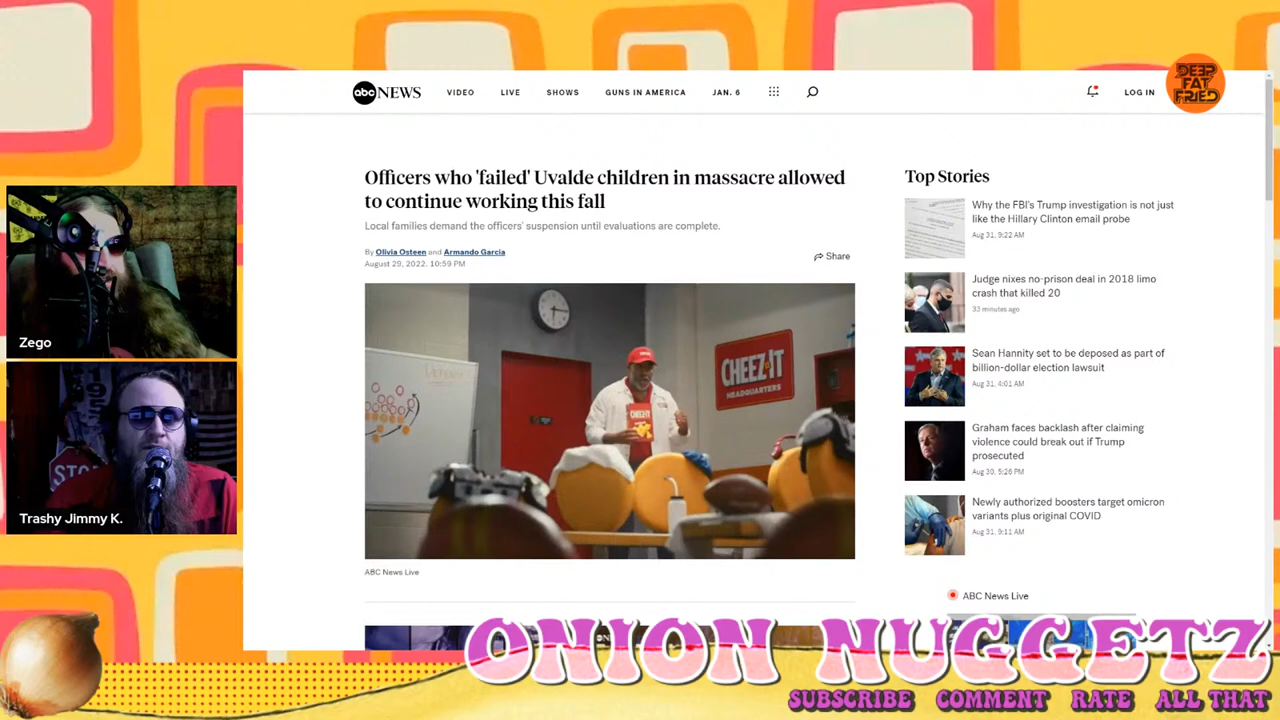 abc NEWS
VIDEO
LIVE
SHOWS
GUNS IN AMERICA
JAN. 6
LOG IN
DEEP
FAT
FRIED
Officers who 'failed' Uvalde children in massacre allowed
to continue working this fall
Local families demand the officers' suspension until evaluations are complete.
By Olivia Osteen and Armando Garcia
August 29, 2022, 10:59 PM
Share
CHEEZ-IT
HEADQUARTERS
CHEEZ-IT
ABC News Live
Top Stories
Why the FBI's Trump investigation is not just
like the Hillary Clinton email probe
Aug 31, 9:22 AM
Judge nixes no-prison deal in 2018 limo
crash that killed 20
33 minutes ago
Sean Hannity set to be deposed as part of
billion-dollar election lawsuit
Aug 31, 4:01 AM
Graham faces backlash after claiming
violence could break out if Trump
prosecuted
Aug 30, 5:26 PM
Newly authorized boosters target omicron
variants plus original COVID
Aug 31, 9:11 AM
ABC News Live
Zego
STO
Trashy Jimmy K.
ONION NUGGETZ
SUBSCRIBE COMMENT RATE ALL THAT